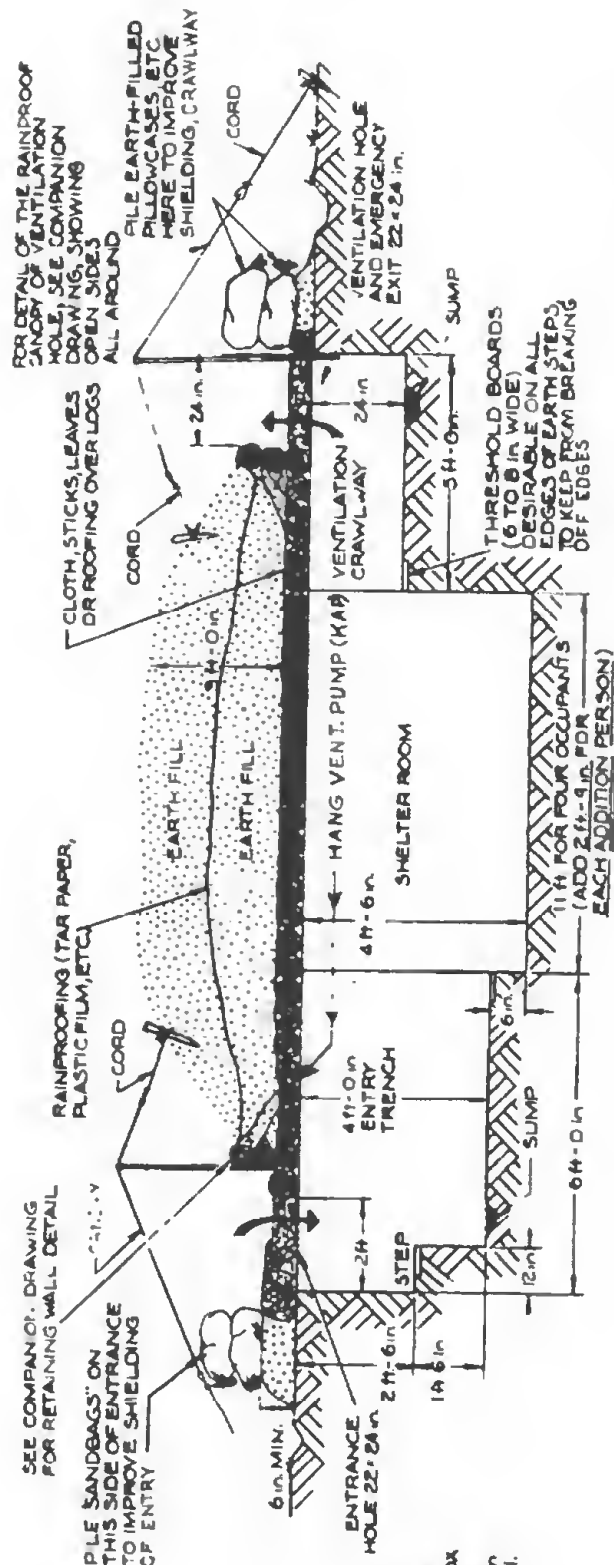 SEE COMPANION DRAWING
FOR RETAINING WALL DETAIL
PILE SANDBAGS" ON
THIS SIDE OF ENTRANCE
TO IMPROVE SHIELDING
OF ENTRY
6 in. MIN.
ENTRANCE
HOLE 22 x 24 in.
CORD
RAINPROOFING (TAR PAPER,
PLASTIC FILM, ETC.)
EARTH FILL
EARTH FILL
CLOTH, STICKS, LEAVES
OR ROOFING OVER LOGS
CORD
24 in.
FOR DETAIL OF THE RAINPROOF
CANOPY OF VENTILATION
HOLE, SEE COMPANION
DRAWING, SHOWING
OPEN SIDES
ALL AROUND
PILE EARTH-FILLED
PILLOWCASES, ETC
HERE TO IMPROVE
SHIELDING, CRAWLWAY
CORD
VENTILATION HOLE
AND EMERGENCY
EXIT 22 x 24 in.
2 ft
2 ft-6 in
STEP
1 ft 6 in
12 in
4 ft-0 in
ENTRY
TRENCH
SUMP
6 in.
6 ft-0 in
HANG VENT. PUMP (KAP)
4 ft-6 in
SHELTER ROOM
11 ft FOR FOUR OCCUPANTS
(ADD 2 ft-9 in. FOR
EACH ADDITION PERSON)
VENTILATION
CRAWLWAY
24 in
5 ft-0 in.
SUMP
THRESHOLD BOARDS
(6 TO 8 in WIDE)
DESIRABLE ON ALL
EDGES OF EARTH STEPS,
TO KEEP FROM BREAKING
OFF EDGES